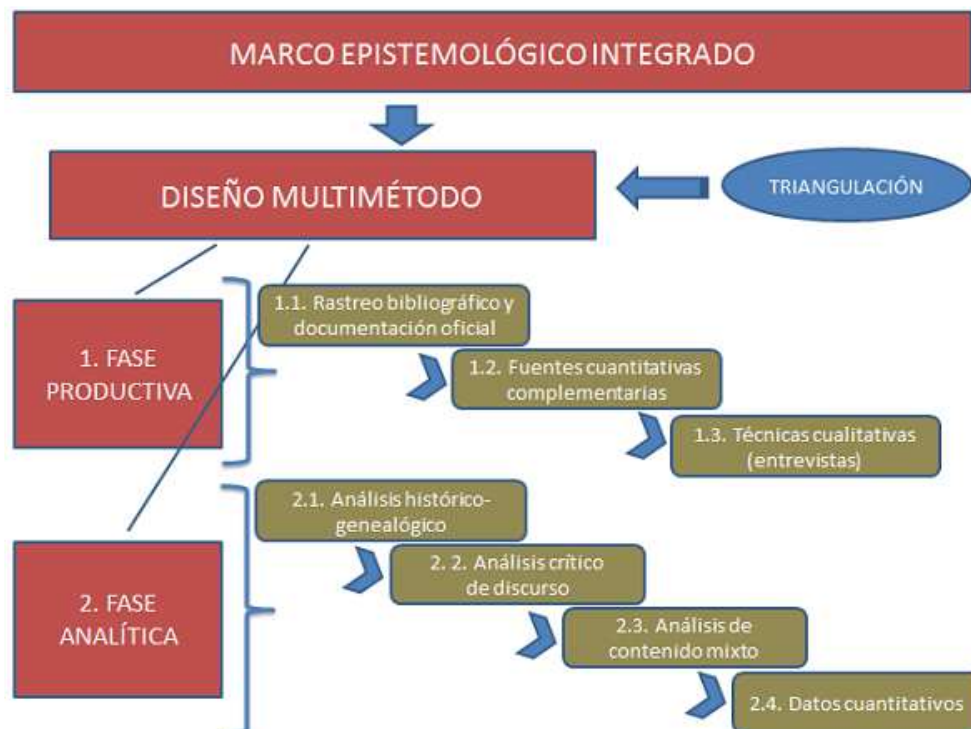 MARCO EPISTEMOLÓGICO INTEGRADO
DISEÑO MULTIMÉTODO
TRIANGULACIÓN
1. FASE
PRODUCTIVA
1.1. Rastreo bibliográfico y
documentación oficial
1.2. Fuentes cuantitativas
complementarias
1.3. Técnicas cualitativas
(entrevistas)
2. FASE
ANALÍTICA
2.1. Análisis histórico-
genealógico
2. 2. Análisis crítico
de discurso
2.3. Análisis de
contenido mixto
2.4. Datos cuantitativos